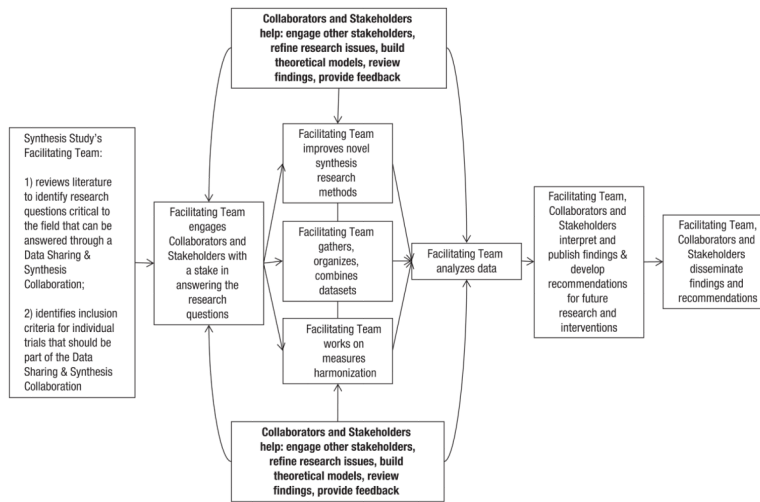 Collaborators and Stakeholders
help: engage other stakeholders,
refine research issues, build
theoretical models, review
findings, provide feedback
Synthesis Study's
Facilitating Team:
1) reviews literature
to identify research
questions critical to
the field that can be
answered through a
Data Sharing &
Synthesis
Collaboration;
2) identifies inclusion
criteria for individual
trials that should be
part of the Data
Sharing & Synthesis
Collaboration
Facilitating Team
engages
Collaborators and
Stakeholders with
a stake in
answering the
research
questions
Facilitating Team
improves novel
synthesis
research
methods
Facilitating Team
gathers,
organizes,
combines
datasets
Facilitating Team
works on
measures
harmonization
Facilitating Team
analyzes data
Facilitating Team,
Collaborators and
Stakeholders
interpret and
publish findings &
develop
recommendations
for future
research and
interventions
Facilitating Team,
Collaborators and
Stakeholders
disseminate
findings and
recommendations
Collaborators and Stakeholders
help: engage other stakeholders,
refine research issues, build
theoretical models, review
findings, provide feedback